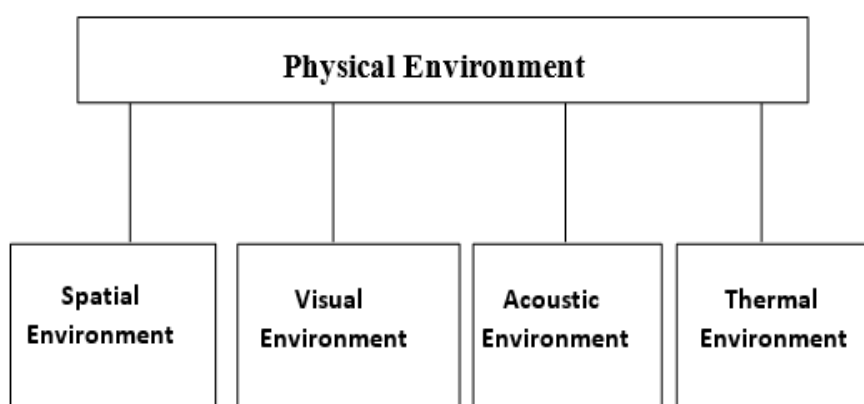 Physical Environment
Spatial
Environment
Visual
Environment
Acoustic
Environment
Thermal
Environment